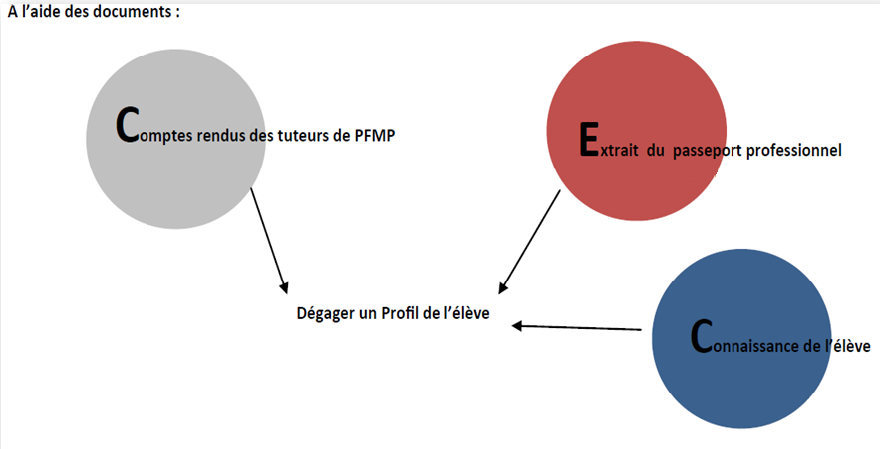 A l’aide des documents :
Comptes rendus des tuteurs de PFMP
Extrait du passeport professionnel
Dégager un Profil de l’élève
Connaissance de l’élève